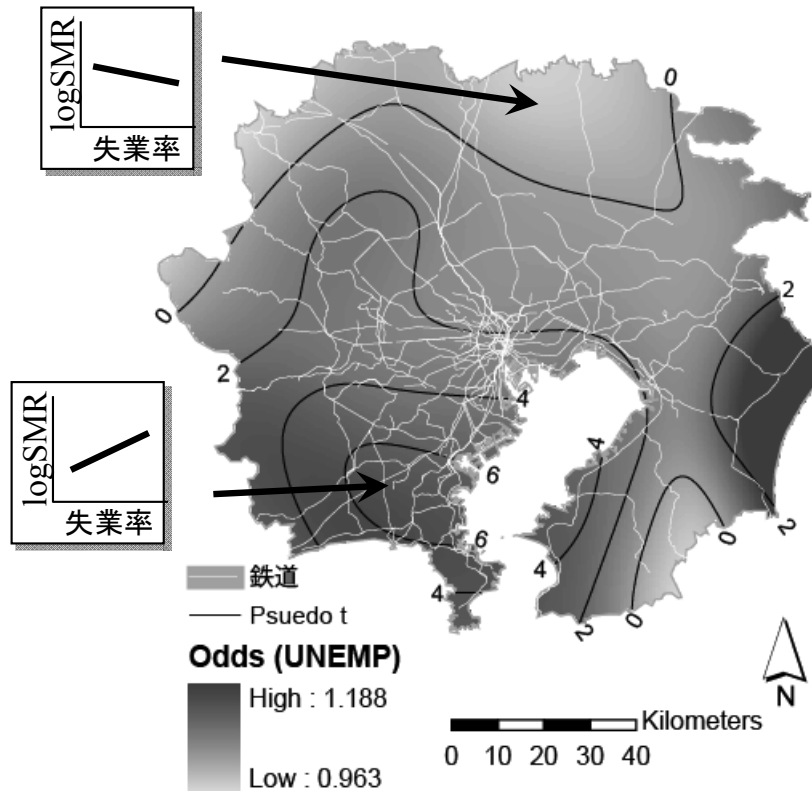 logSMR
失業率
0
0
2
2
4
logSMR
失業率
6
4
6
4
4
2
0
0
2
鉄道
Psuedo t
Odds (UNEMP)
High : 1.188
Low : 0.963
Kilometers
0 10 20 30 40
N